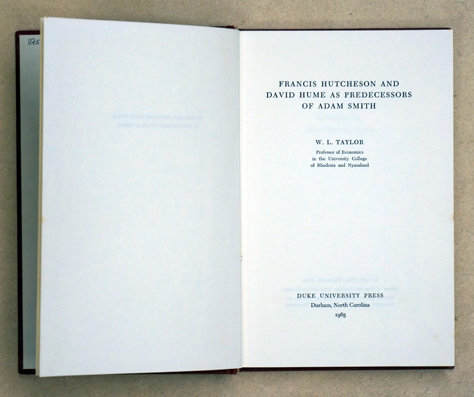 FRANCIS HUTCHESON AND
DAVID HUME AS PREDECESSORS
OF ADAM SMITH
W. L. TAYLOR
Professor of Economics
in the University College
of Rhodesia and Nyasaland
DUKE UNIVERSITY PRESS
Durham, North Carolina
1965